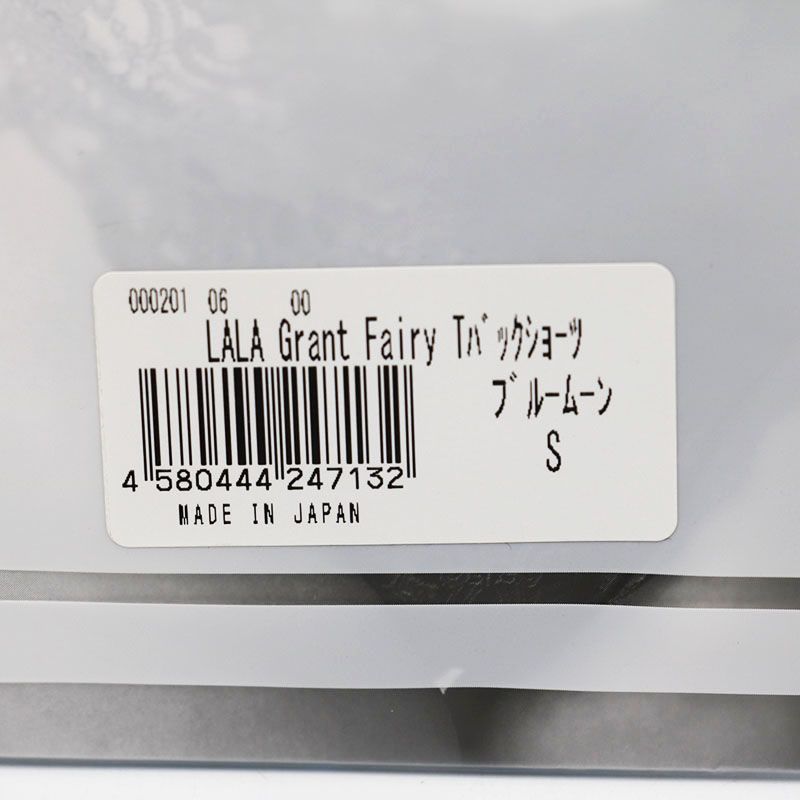 000201 06 00
LALA Grant Fairy Tﾊﾞｯｸｼｮｰﾂ
ﾌﾞﾙｰﾑｰﾝ
S
4 580444 247132
MADE IN JAPAN